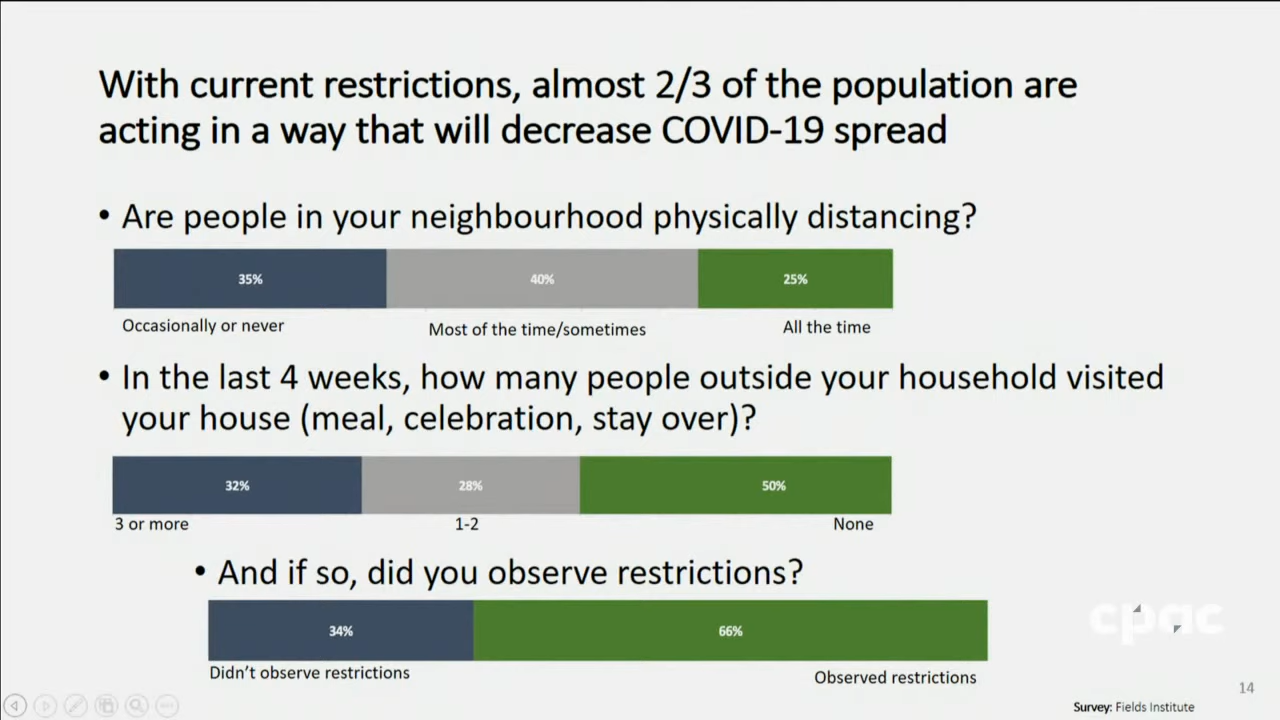 With current restrictions, almost 2/3 of the population are
acting in a way that will decrease COVID-19 spread
• Are people in your neighbourhood physically distancing?
35% 40% 25%
Occasionally or never Most of the time/sometimes All the time
• In the last 4 weeks, how many people outside your household visited
your house (meal, celebration, stay over)?
32% 28% 50%
3 or more 1-2 None
• And if so, did you observe restrictions?
34% 66%
cpac
Didn't observe restrictions Observed restrictions
14
Survey: Fields Institute